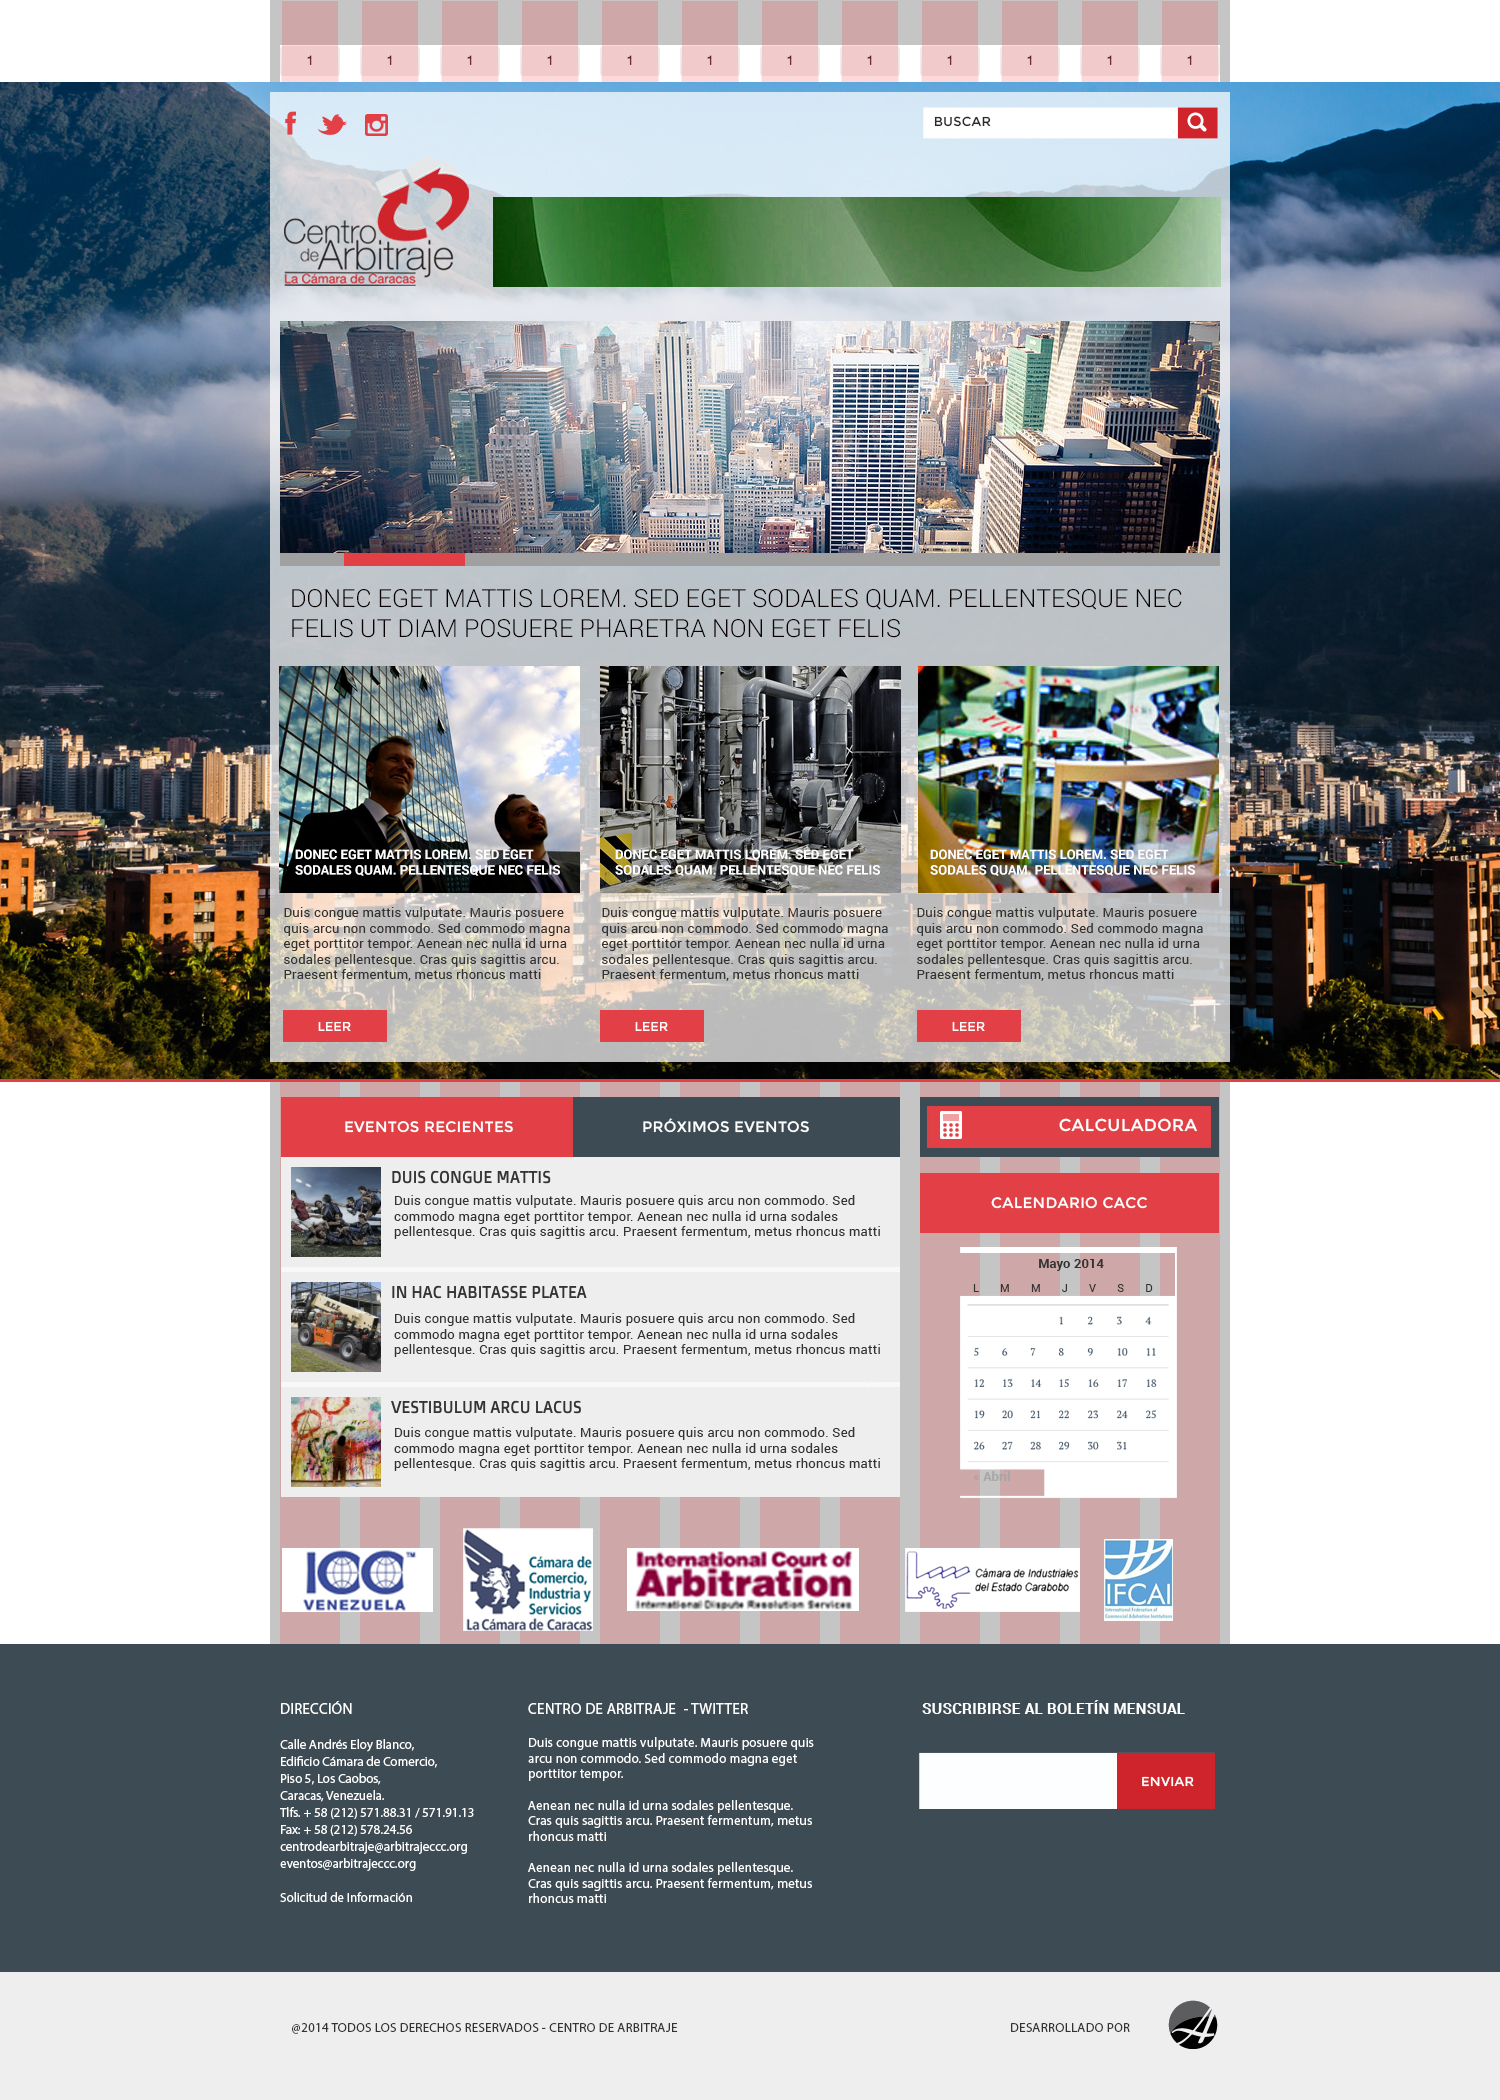 1 1 1 1 1 1 1 1 1 1 1 1
BUSCAR
Centro
de Arbitraje
La Cámara de Caracas
DONEC EGET MATTIS LOREM. SED EGET SODALES QUAM. PELLENTESQUE NEC
FELIS UT DIAM POSUERE PHARETRA NON EGET FELIS
DONEC EGET MATTIS LOREM. SED EGET
SODALES QUAM. PELLENTESQUE NEC FELIS
Duis congue mattis vulputate. Mauris posuere
quis arcu non commodo. Sed commodo magna
eget porttitor tempor. Aenean nec nulla id urna
sodales pellentesque. Cras quis sagittis arcu.
Praesent fermentum, metus rhoncus matti
LEER
DONEC EGET MATTIS LOREM. SED EGET
SODALES QUAM. PELLENTESQUE NEC FELIS
Duis congue mattis vulputate. Mauris posuere
quis arcu non commodo. Sed commodo magna
eget porttitor tempor. Aenean nec nulla id urna
sodales pellentesque. Cras quis sagittis arcu.
Praesent fermentum, metus rhoncus matti
LEER
DONEC EGET MATTIS LOREM. SED EGET
SODALES QUAM. PELLENTESQUE NEC FELIS
Duis congue mattis vulputate. Mauris posuere
quis arcu non commodo. Sed commodo magna
eget porttitor tempor. Aenean nec nulla id urna
sodales pellentesque. Cras quis sagittis arcu.
Praesent fermentum, metus rhoncus matti
LEER
EVENTOS RECIENTES
PRÓXIMOS EVENTOS
DUIS CONGUE MATTIS
Duis congue mattis vulputate. Mauris posuere quis arcu non commodo. Sed
commodo magna eget porttitor tempor. Aenean nec nulla id urna sodales
pellentesque. Cras quis sagittis arcu. Praesent fermentum, metus rhoncus matti
ALL
IN HAC HABITASSE PLATEA
Duis congue mattis vulputate. Mauris posuere quis arcu non commodo. Sed
commodo magna eget porttitor tempor. Aenean nec nulla id urna sodales
pellentesque. Cras quis sagittis arcu. Praesent fermentum, metus rhoncus matti
VESTIBULUM ARCU LACUS
Duis congue mattis vulputate. Mauris posuere quis arcu non commodo. Sed
commodo magna eget porttitor tempor. Aenean nec nulla id urna sodales
pellentesque. Cras quis sagittis arcu. Praesent fermentum, metus rhoncus matti
CALCULADORA
CALENDARIO CACC
Mayo 2014
L M M J V S D
1 2 3 4
5 6 7 8 9 10 11
12 13 14 15 16 17 18
19 20 21 22 23 24 25
26 27 28 29 30 31
« Abril
ICC™
VENEZUELA
Cámara de
Comercio,
Industria y
Servicios
La Cámara de Caracas
International Court of
Arbitration
International Dispute Resolution Services
Cámara de Industriales
del Estado Carabobo
IFCAI
International Federation of
Commercial Arbitration Institutions
DIRECCIÓN
Calle Andrés Eloy Blanco,
Edificio Cámara de Comercio,
Piso 5, Los Caobos,
Caracas, Venezuela.
Tlfs. + 58 (212) 571.88.31 / 571.91.13
Fax: + 58 (212) 578.24.56
centrodearbitraje@arbitrajeccc.org
eventos@arbitrajeccc.org
Solicitud de Información
CENTRO DE ARBITRAJE - TWITTER
Duis congue mattis vulputate. Mauris posuere quis
arcu non commodo. Sed commodo magna eget
porttitor tempor.
Aenean nec nulla id urna sodales pellentesque.
Cras quis sagittis arcu. Praesent fermentum, metus
rhoncus matti
Aenean nec nulla id urna sodales pellentesque.
Cras quis sagittis arcu. Praesent fermentum, metus
rhoncus matti
SUSCRIBIRSE AL BOLETÍN MENSUAL
ENVIAR
@2014 TODOS LOS DERECHOS RESERVADOS - CENTRO DE ARBITRAJE
DESARROLLADO POR